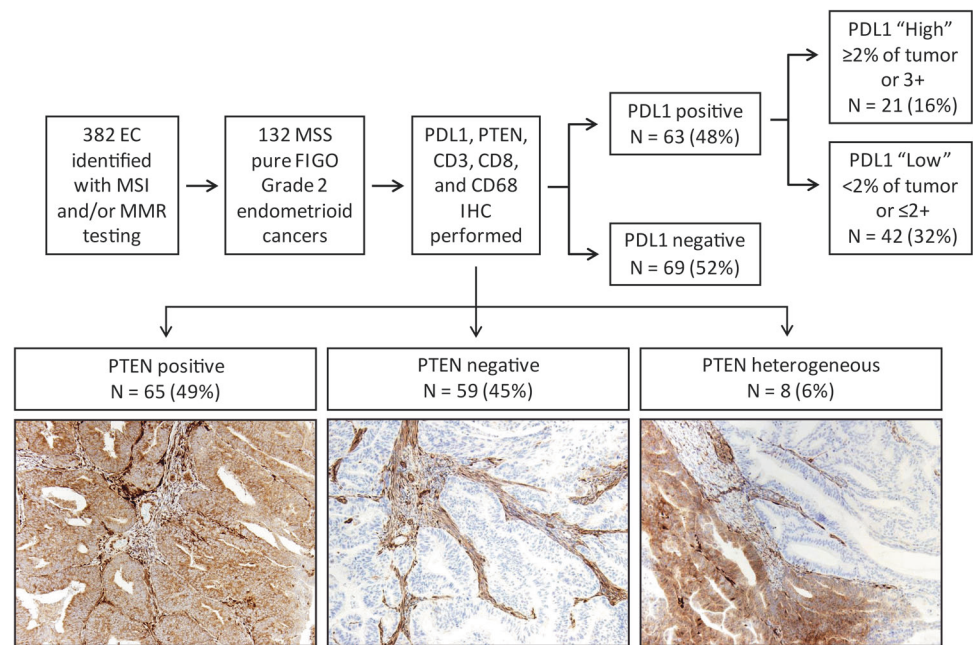 382 EC
identified
with MSI
and/or MMR
testing
132 MSS
pure FIGO
Grade 2
endometrioid
cancers
PDL1, PTEN,
CD3, CD8,
and CD68
IHC
performed
PDL1 positive
N = 63 (48%)
PDL1 negative
N = 69 (52%)
PDL1 “High”
≥2% of tumor
or 3+
N = 21 (16%)
PDL1 “Low”
<2% of tumor
or ≤2+
N = 42 (32%)
PTEN positive
N = 65 (49%)
PTEN negative
N = 59 (45%)
PTEN heterogeneous
N = 8 (6%)